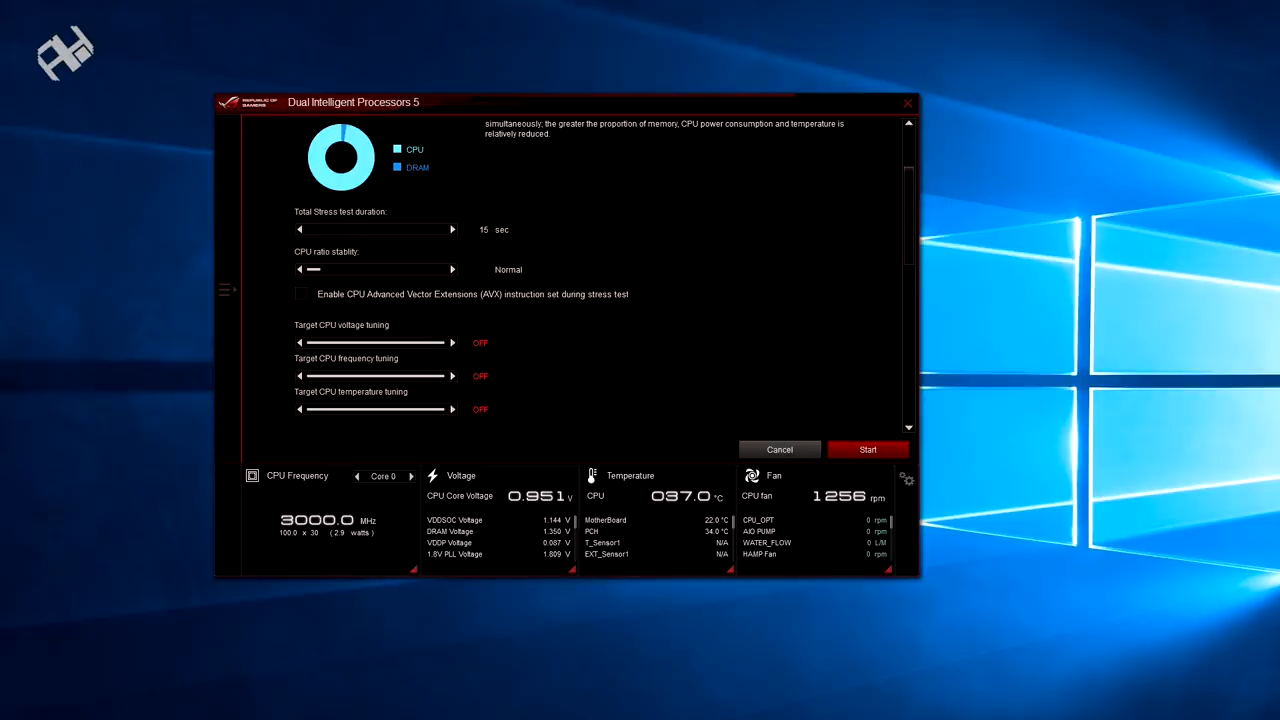 REPUBLIC OF
GAMERS
Dual Intelligent Processors 5
simultaneously; the greater the proportion of memory, CPU power consumption and temperature is
relatively reduced.
CPU
DRAM
Total Stress test duration:
15 sec
CPU ratio stablity:
Normal
Enable CPU Advanced Vector Extensions (AVX) instruction set during stress test
Target CPU voltage tuning
OFF
Target CPU frequency tuning
OFF
Target CPU temperature tuning
OFF
Cancel Start
CPU Frequency Core 0
3000.0 MHz
100.0 x 30 (2.9 watts)
Voltage
CPU Core Voltage 0.951 V
VDDSOC Voltage 1.144 V
DRAM Voltage 1.350 V
VDDP Voltage 0.087 V
1.8V PLL Voltage 1.809 V
Temperature
CPU 037.0 °C
MotherBoard 22.0 °C
PCH 34.0 °C
T_Sensor1 N/A
EXT_Sensor1 N/A
Fan
CPU fan 1256 rpm
CPU_OPT 0 rpm
AIO PUMP 0 rpm
WATER_FLOW 0 L/M
HAMP Fan 0 rpm